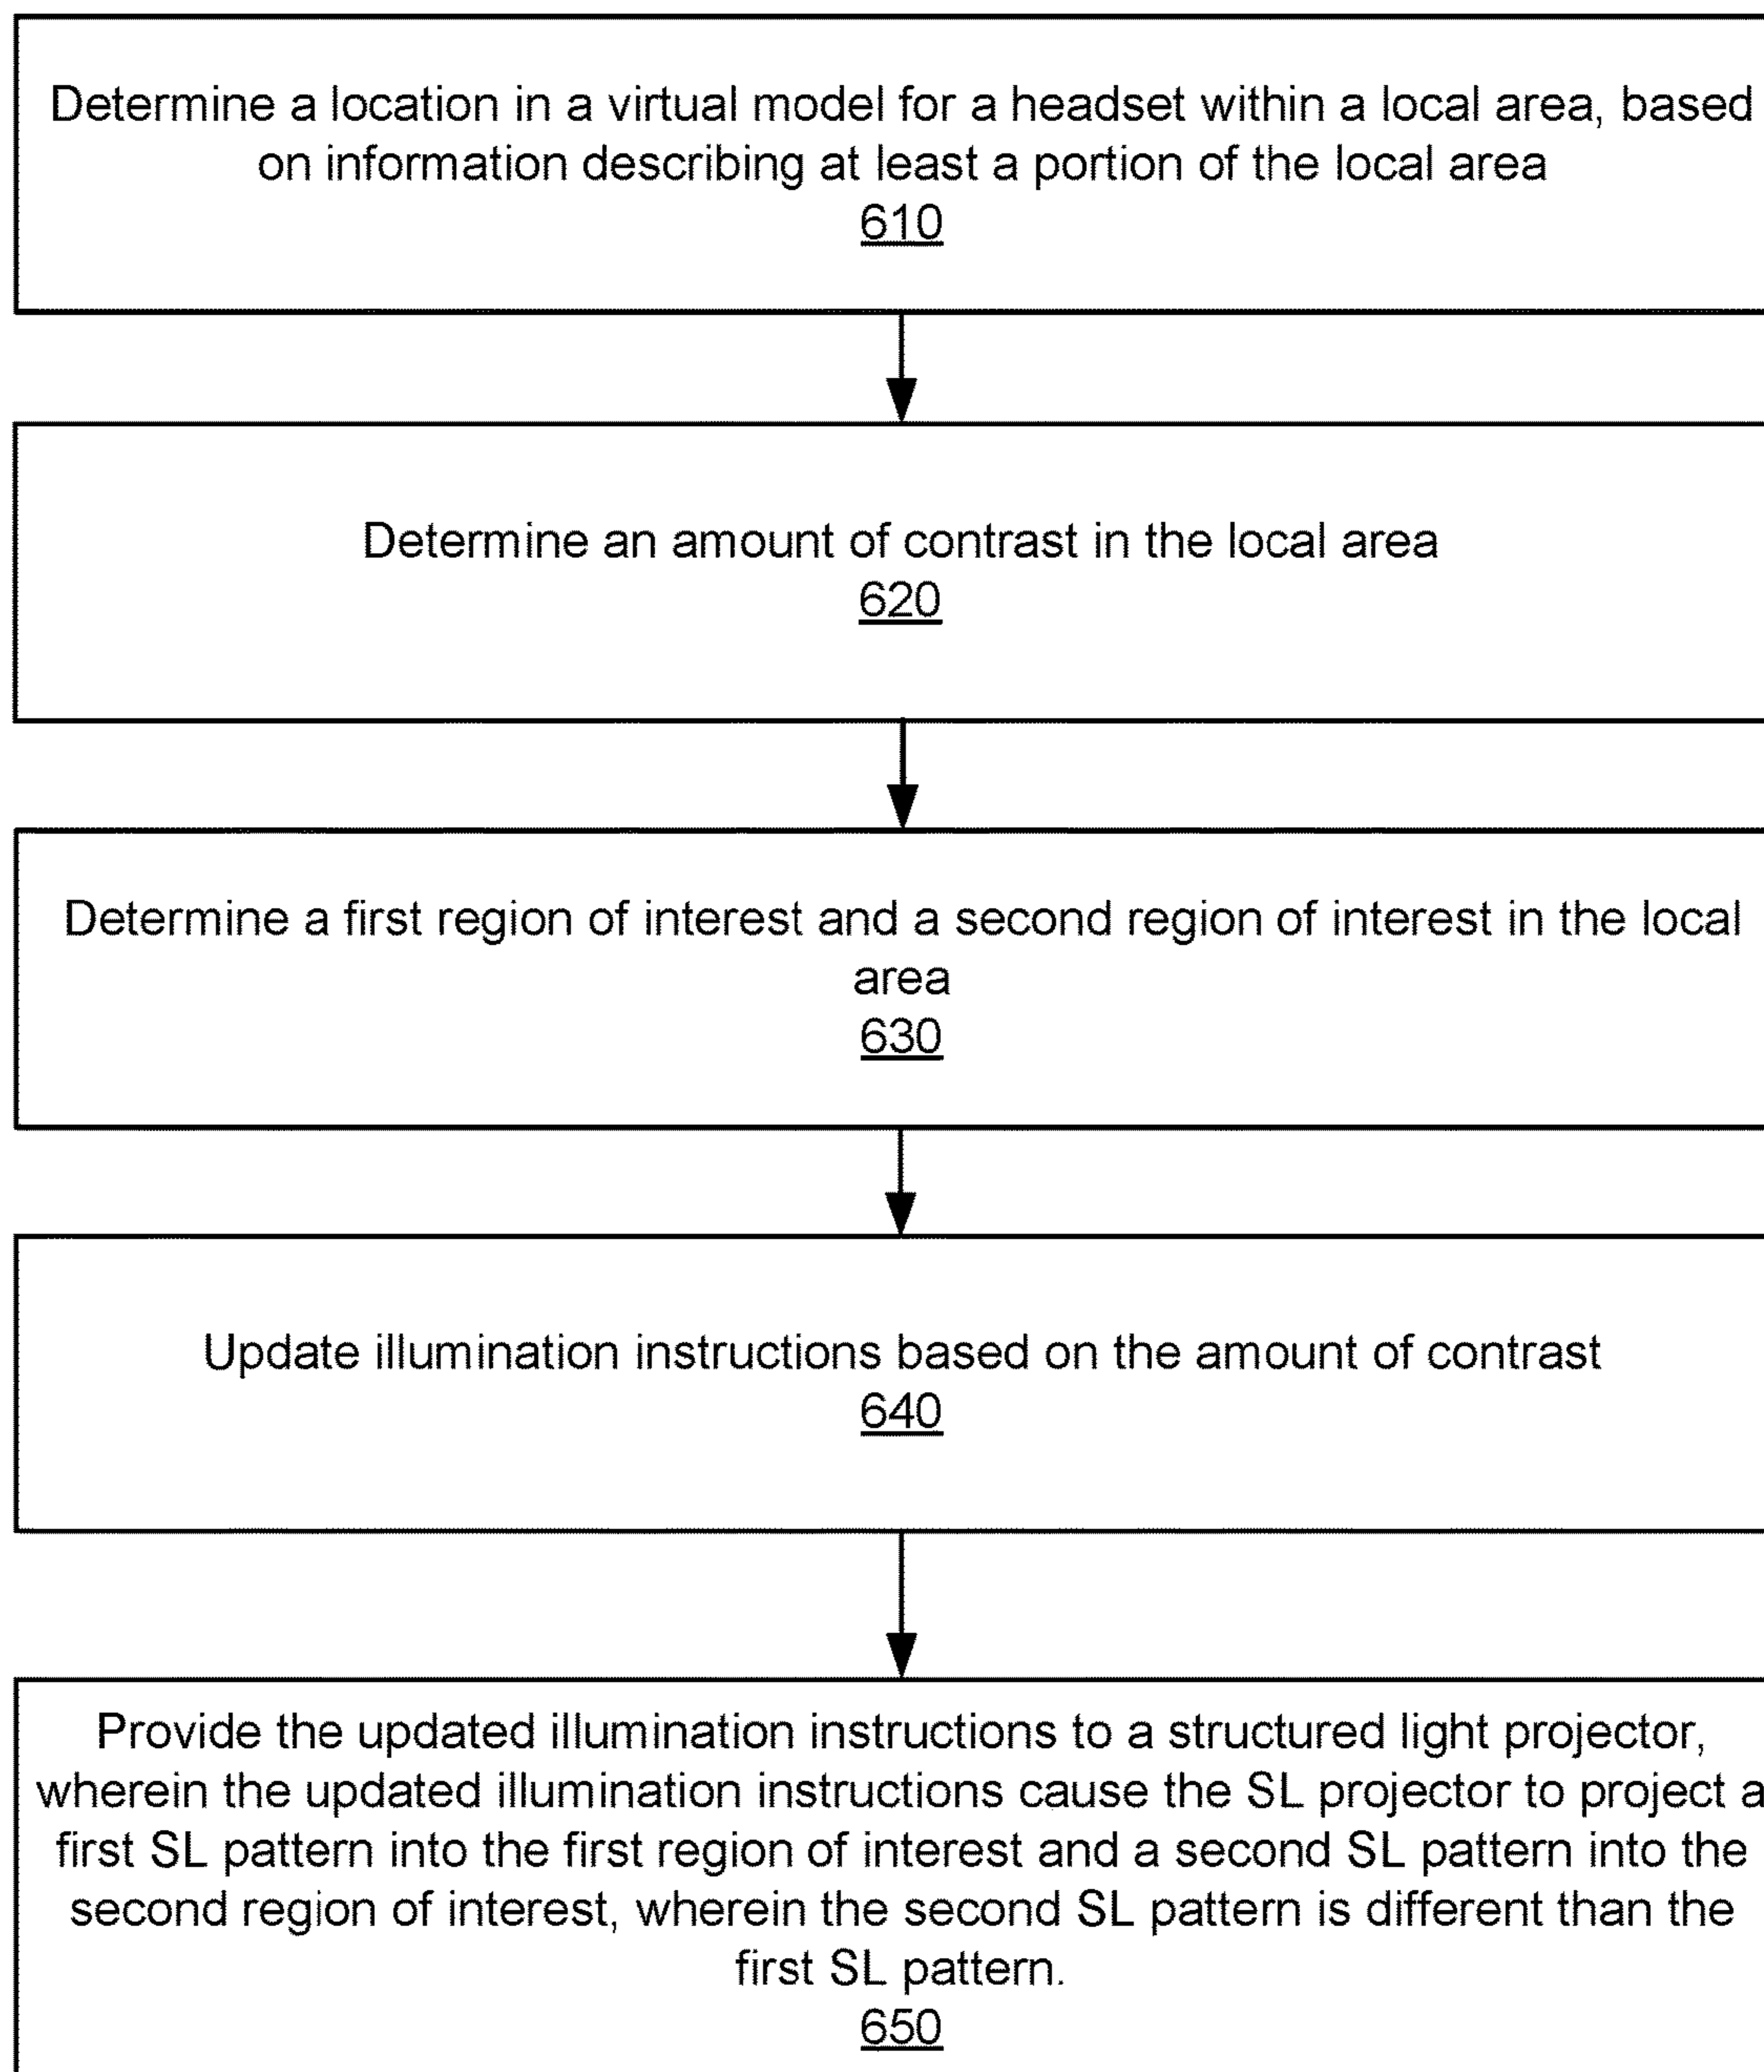 Determine a location in a virtual model for a headset within a local area, based
on information describing at least a portion of the local area
610
Determine an amount of contrast in the local area
620
Determine a first region of interest and a second region of interest in the local
area
630
Update illumination instructions based on the amount of contrast
640
Provide the updated illumination instructions to a structured light projector,
wherein the updated illumination instructions cause the SL projector to project a
first SL pattern into the first region of interest and a second SL pattern into the
second region of interest, wherein the second SL pattern is different than the
first SL pattern.
650